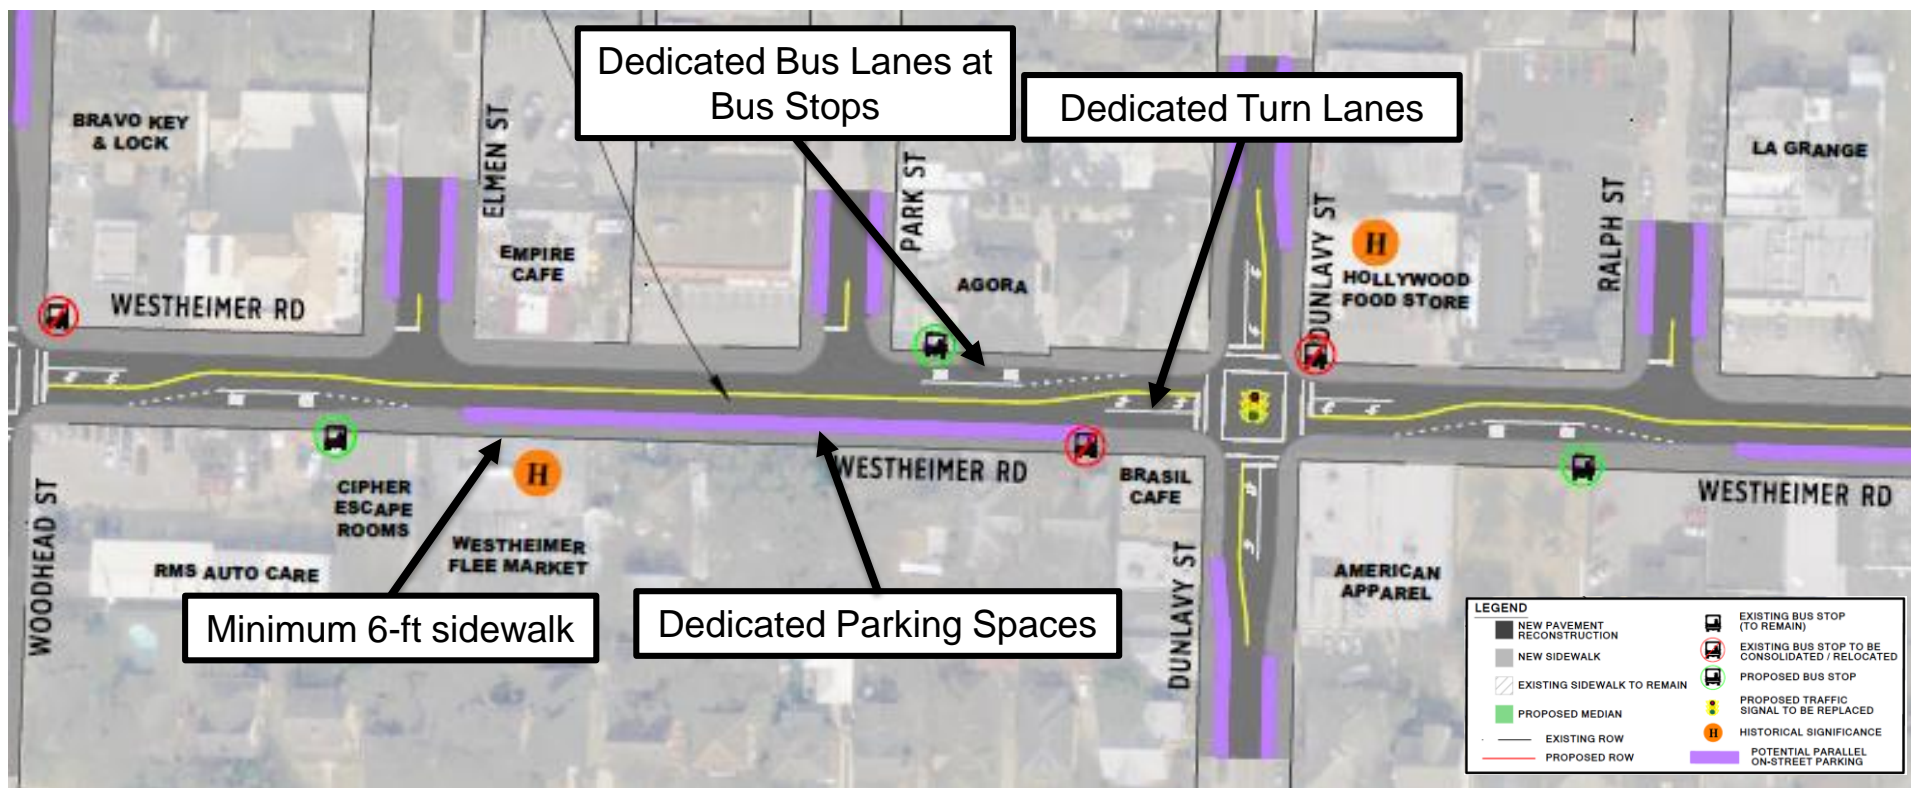 Dedicated Bus Lanes at
Bus Stops
Dedicated Turn Lanes
BRAVO KEY
& LOCK
ELMEN ST
EMPIRE
CAFE
PARK ST
AGORA
DUNLAVY ST
H
HOLLYWOOD
FOOD STORE
RALPH ST
LA GRANGE
WESTHEIMER RD
WOODHEAD ST
CIPHER
ESCAPE
ROOMS
H
WESTHEIMER
FLEE MARKET
RMS AUTO CARE
WESTHEIMER RD
BRASIL
CAFE
DUNLAVY ST
AMERICAN
APPAREL
WESTHEIMER RD
Minimum 6-ft sidewalk
Dedicated Parking Spaces
LEGEND
NEW PAVEMENT
RECONSTRUCTION
NEW SIDEWALK
EXISTING SIDEWALK TO REMAIN
PROPOSED MEDIAN
EXISTING ROW
PROPOSED ROW
EXISTING BUS STOP
(TO REMAIN)
EXISTING BUS STOP TO BE
CONSOLIDATED / RELOCATED
PROPOSED BUS STOP
PROPOSED TRAFFIC
SIGNAL TO BE REPLACED
H
HISTORICAL SIGNIFICANCE
POTENTIAL PARALLEL
ON-STREET PARKING